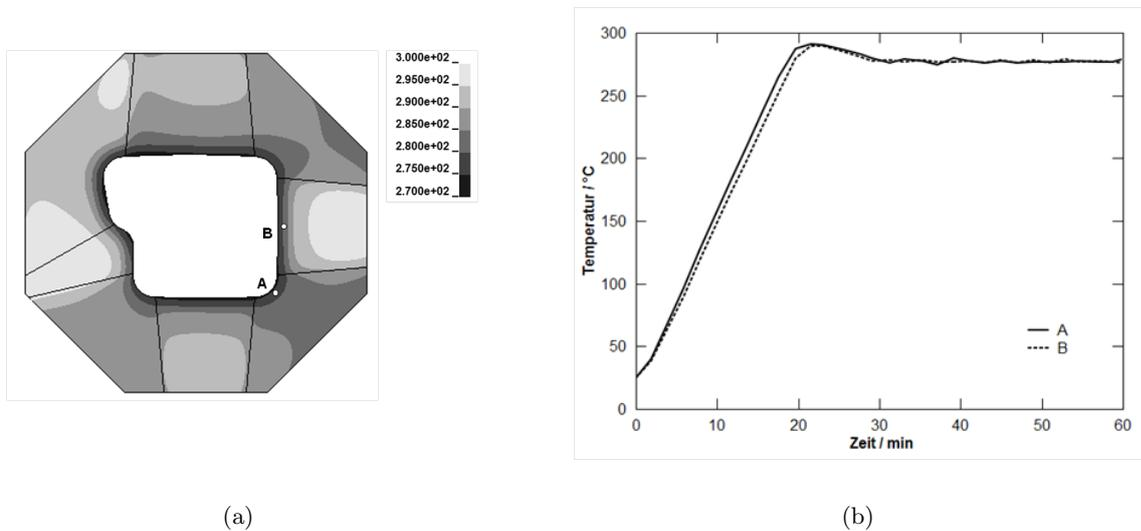 3.000e+02
2.950e+02
2.900e+02
2.850e+02
2.800e+02
2.750e+02
2.700e+02
B
A
300
250
200
150
100
50
0
Temperatur / °C
A
B
0 10 20 30 40 50 60
Zeit / min
(a) (b)